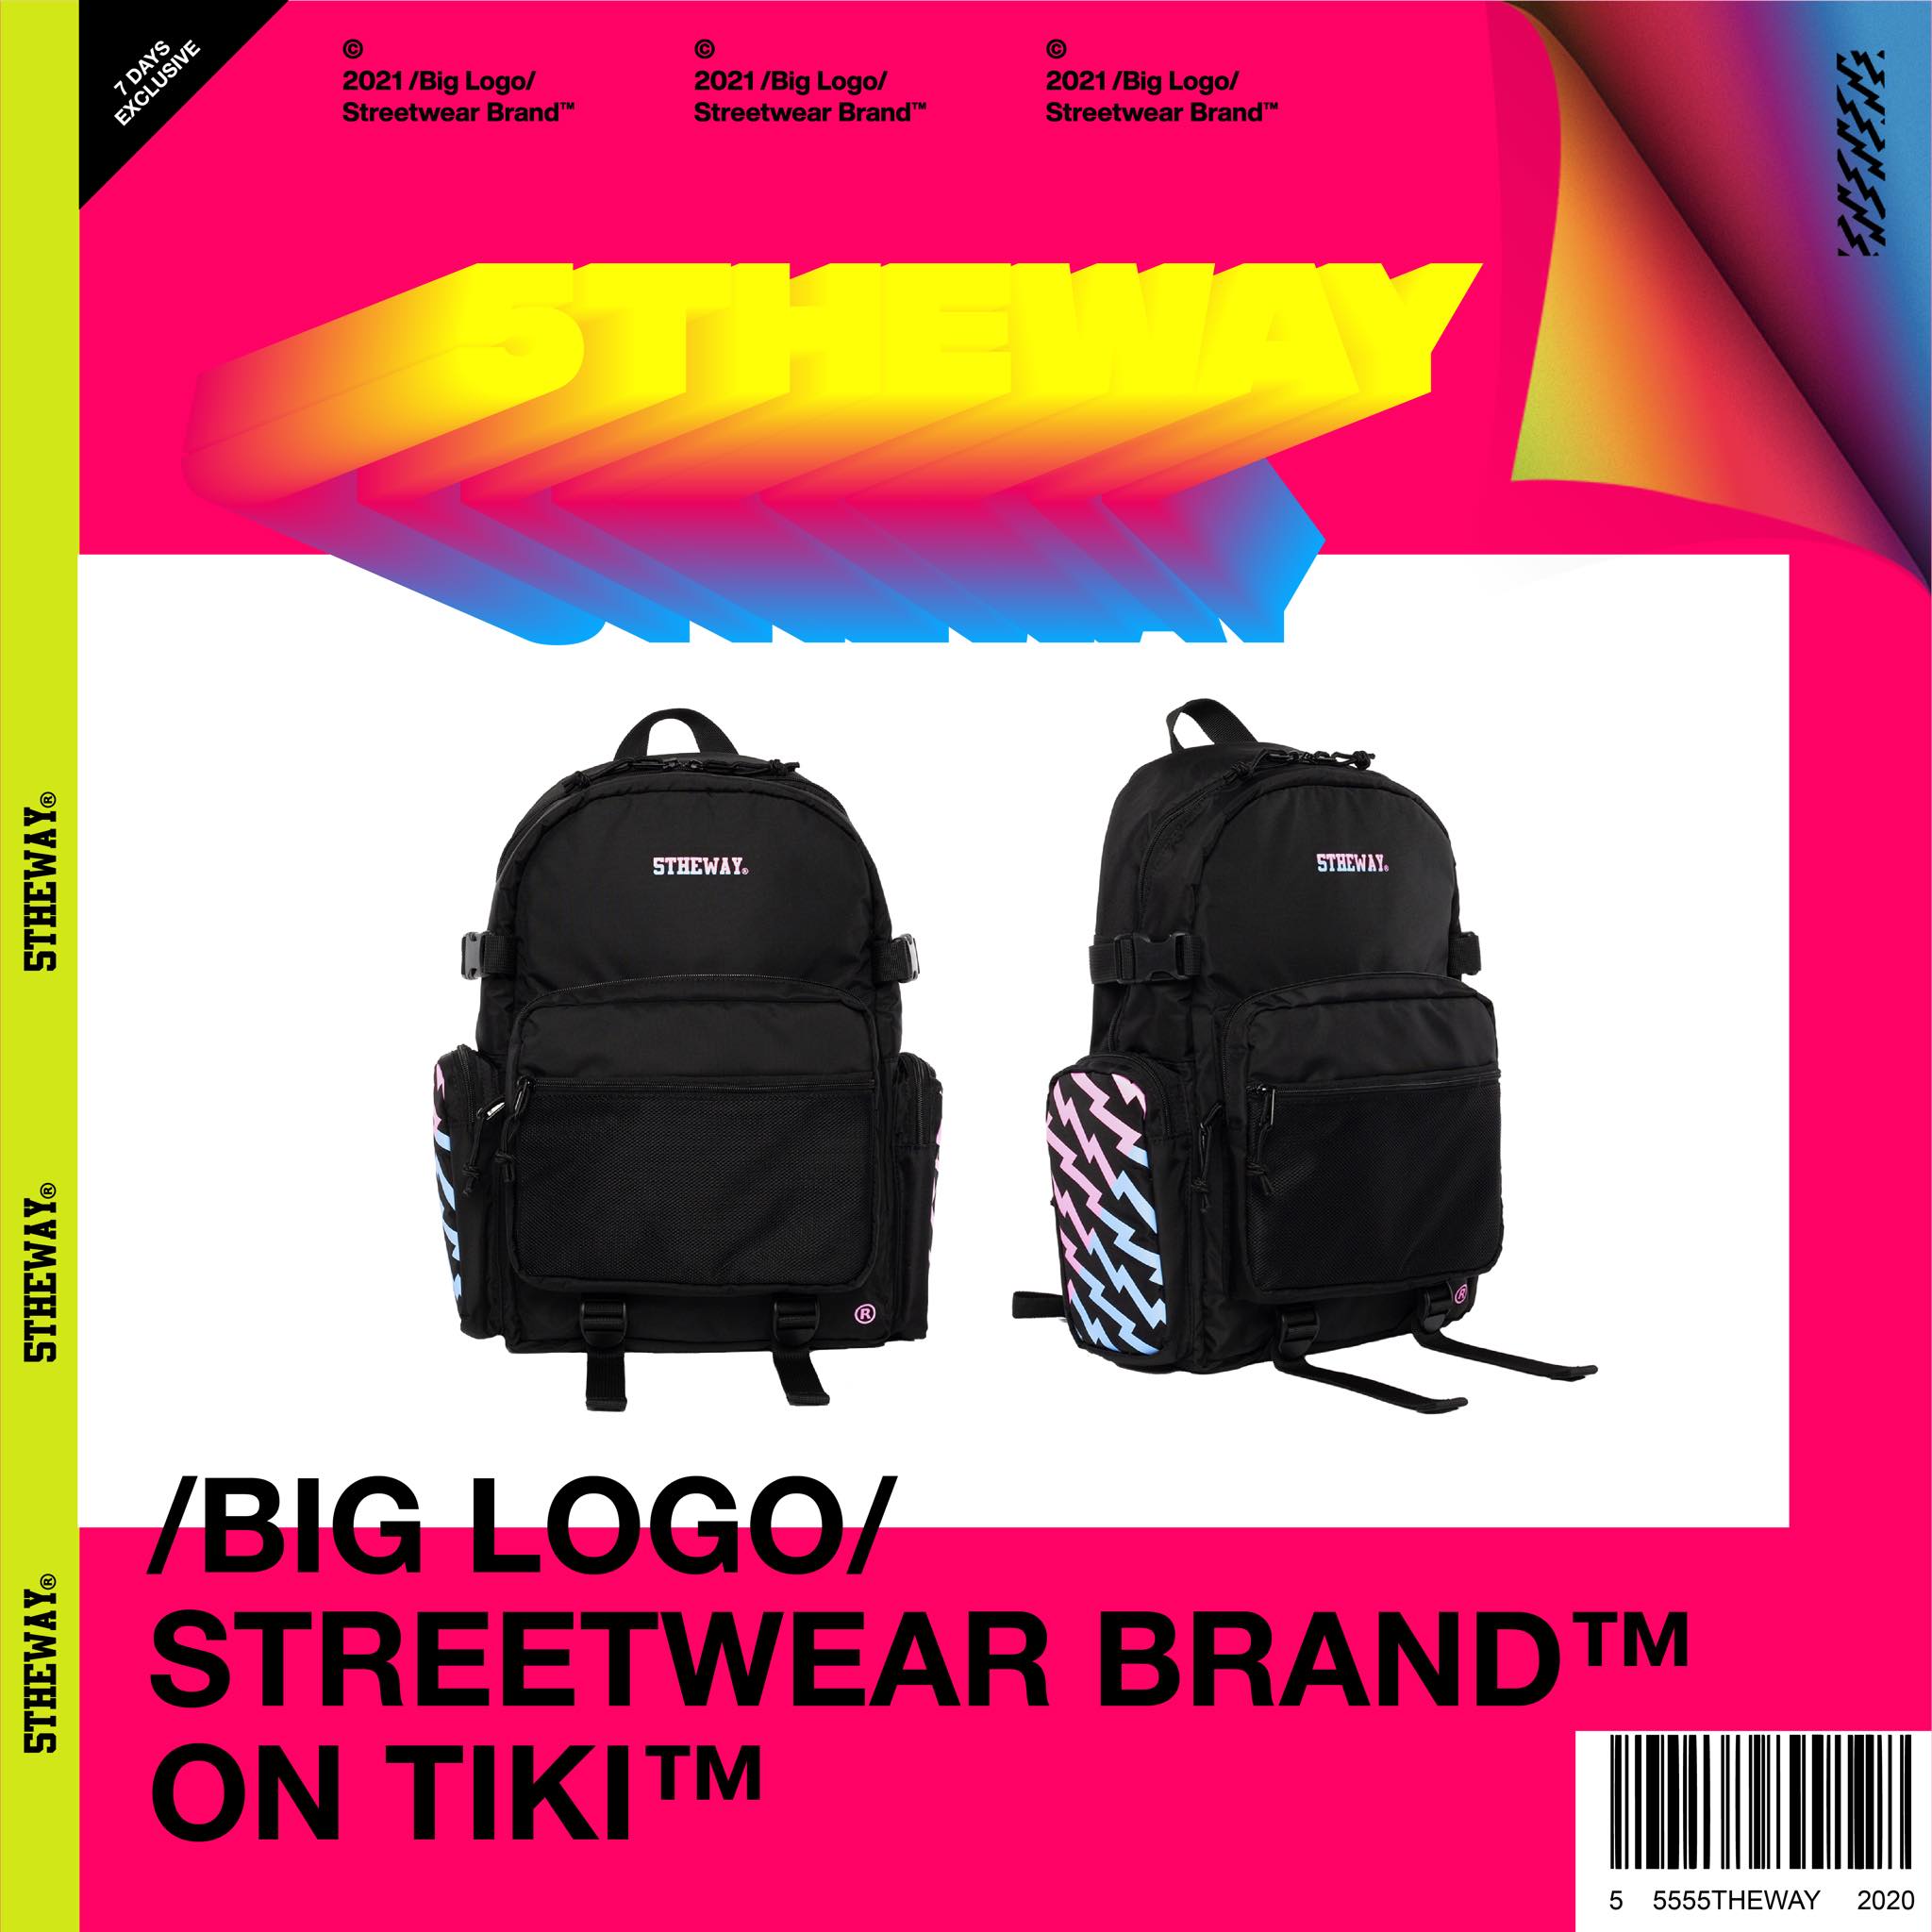 7 DAYS
EXCLUSIVE
©
2021 /Big Logo/
Streetwear Brand™
©
2021 /Big Logo/
Streetwear Brand™
©
2021 /Big Logo/
Streetwear Brand™
5THEWAY
5THEWAY®
5THEWAY®
5THEWAY®
5THEWAY®
5THEWAY®
®
®
/BIG LOGO/
STREETWEAR BRAND™
ON TIKI™
5 5555THEWAY 2020